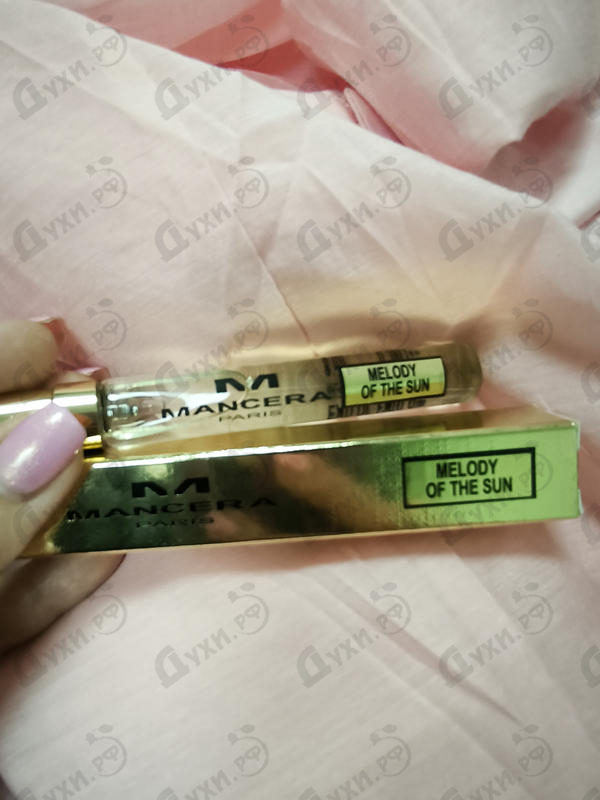 M
MANCERA
PARIS
MELODY
OF THE SUN
M
MANCERA
PARIS
MELODY
OF THE SUN
Духи.рф